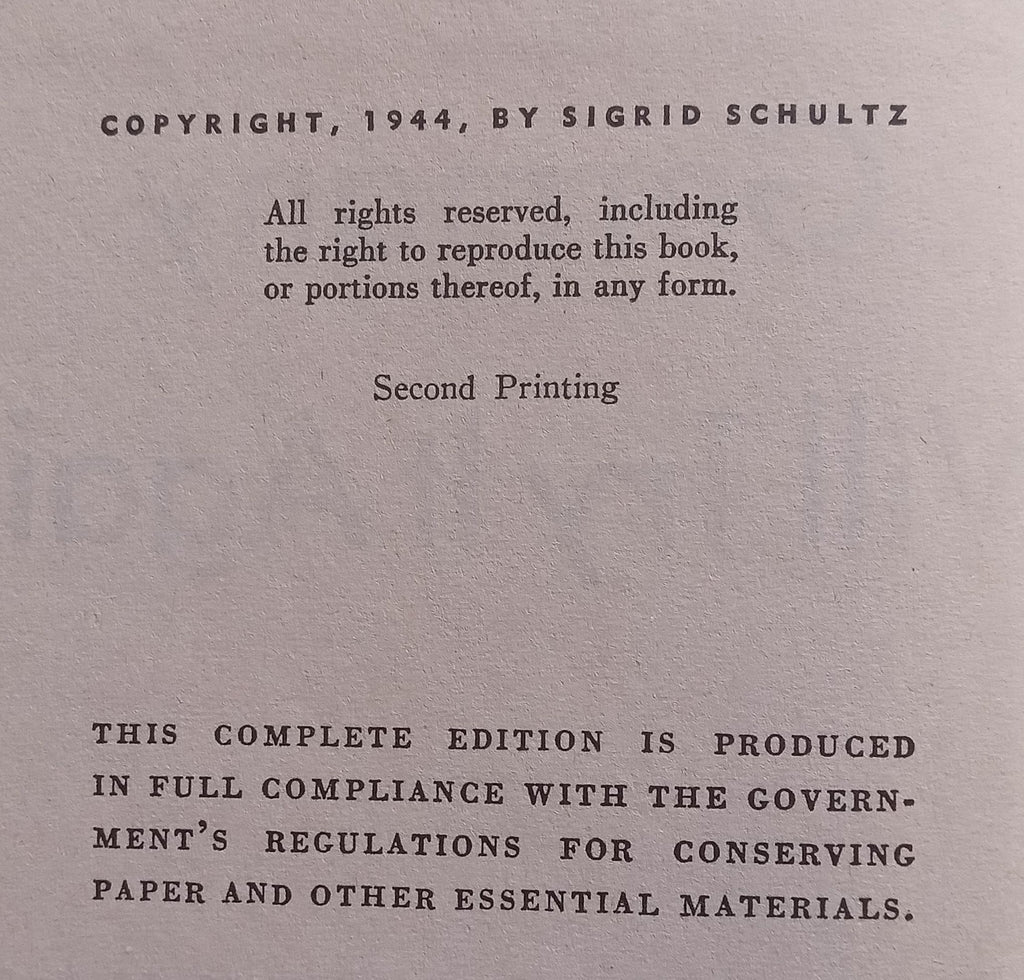 COPYRIGHT, 1944, BY SIGRID SCHULTZ
All rights reserved, including
the right to reproduce this book,
or portions thereof, in any form.
Second Printing
THIS COMPLETE EDITION IS PRODUCED
IN FULL COMPLIANCE WITH THE GOVERN-
MENT'S REGULATIONS FOR CONSERVING
PAPER AND OTHER ESSENTIAL MATERIALS.